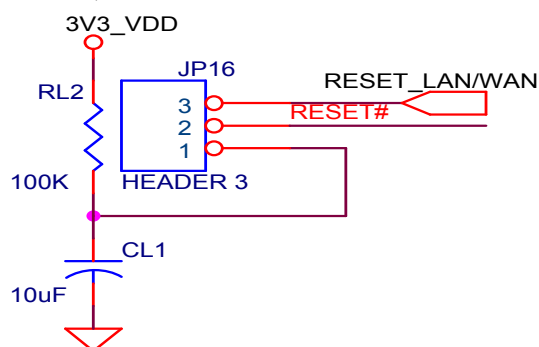 3V3_VDD
JP16
RESET_LAN/WAN
RL2
3
RESET#
2
1
100K
HEADER 3
CL1
10uF